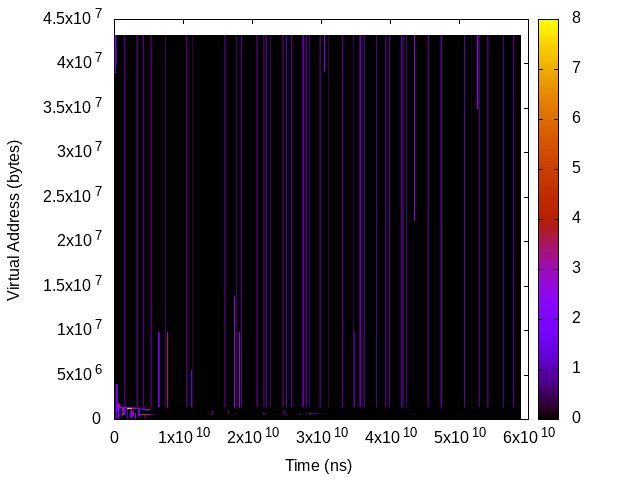 4.5x10^7
4x10^7
3.5x10^7
3x10^7
2.5x10^7
2x10^7
1.5x10^7
1x10^7
5x10^6
0
Virtual Address (bytes)
0 1x10^10 2x10^10 3x10^10 4x10^10 5x10^10 6x10^10
Time (ns)
8
7
6
5
4
3
2
1
0